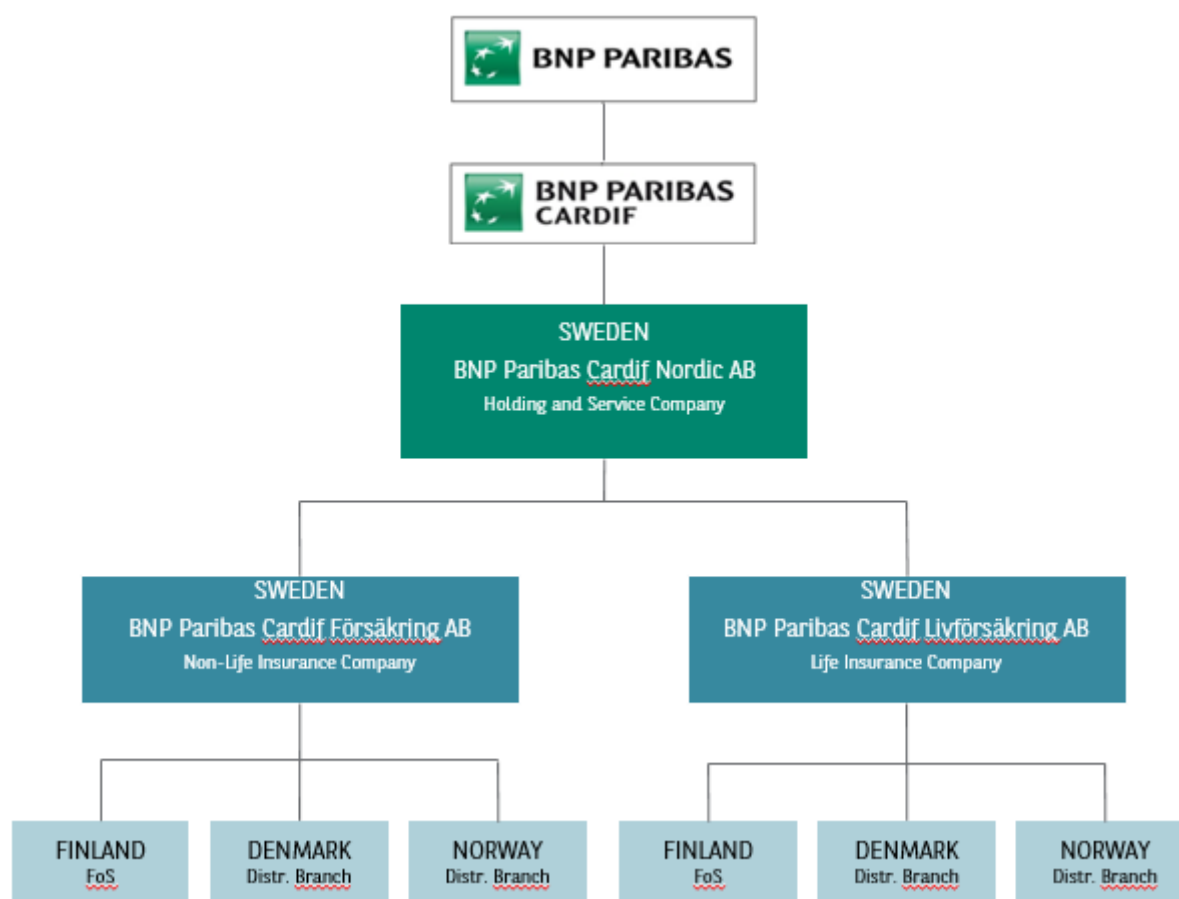 BNP PARIBAS
BNP PARIBAS
CARDIF
SWEDEN
BNP Paribas Cardif Nordic AB
Holding and Service Company
SWEDEN
BNP Paribas Cardif Försäkring AB
Non-Life Insurance Company
SWEDEN
BNP Paribas Cardif Livförsäkring AB
Life Insurance Company
FINLAND
FoS
DENMARK
Distr. Branch
NORWAY
Distr. Branch
FINLAND
FoS
DENMARK
Distr. Branch
NORWAY
Distr. Branch